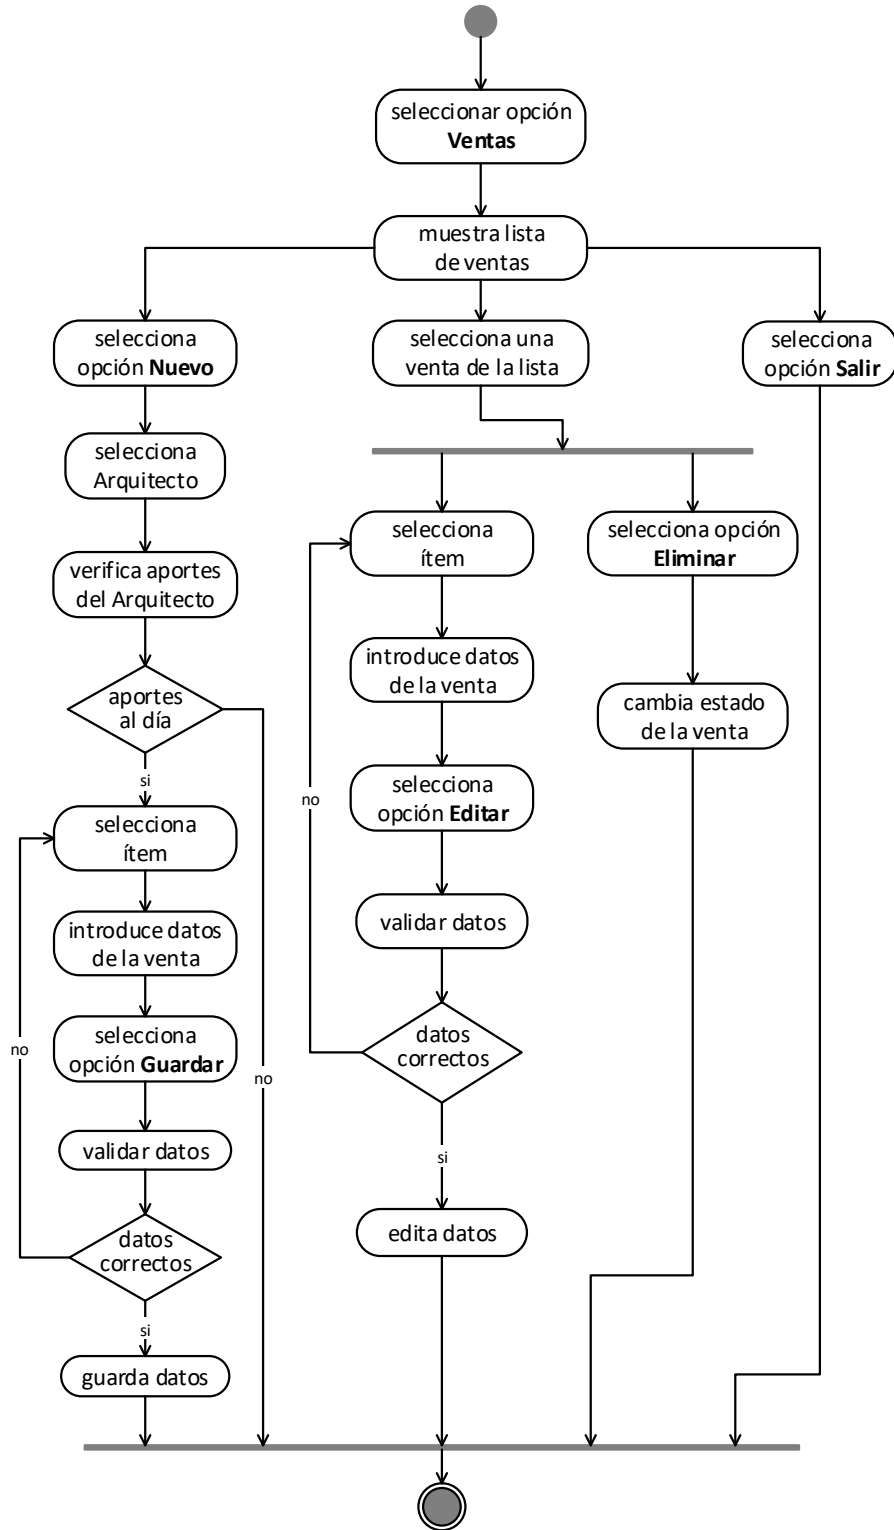 seleccionar opción
Ventas
muestra lista
de ventas
selecciona
opción Nuevo
selecciona una
venta de la lista
selecciona
opción Salir
selecciona
Arquitecto
verifica aportes
del Arquitecto
aportes
al día
si
no
selecciona
ítem
introduce datos
de la venta
selecciona
opción Guardar
validar datos
datos
correctos
no
si
guarda datos
selecciona
ítem
introduce datos
de la venta
selecciona
opción Editar
validar datos
datos
correctos
no
si
edita datos
selecciona opción
Eliminar
cambia estado
de la venta